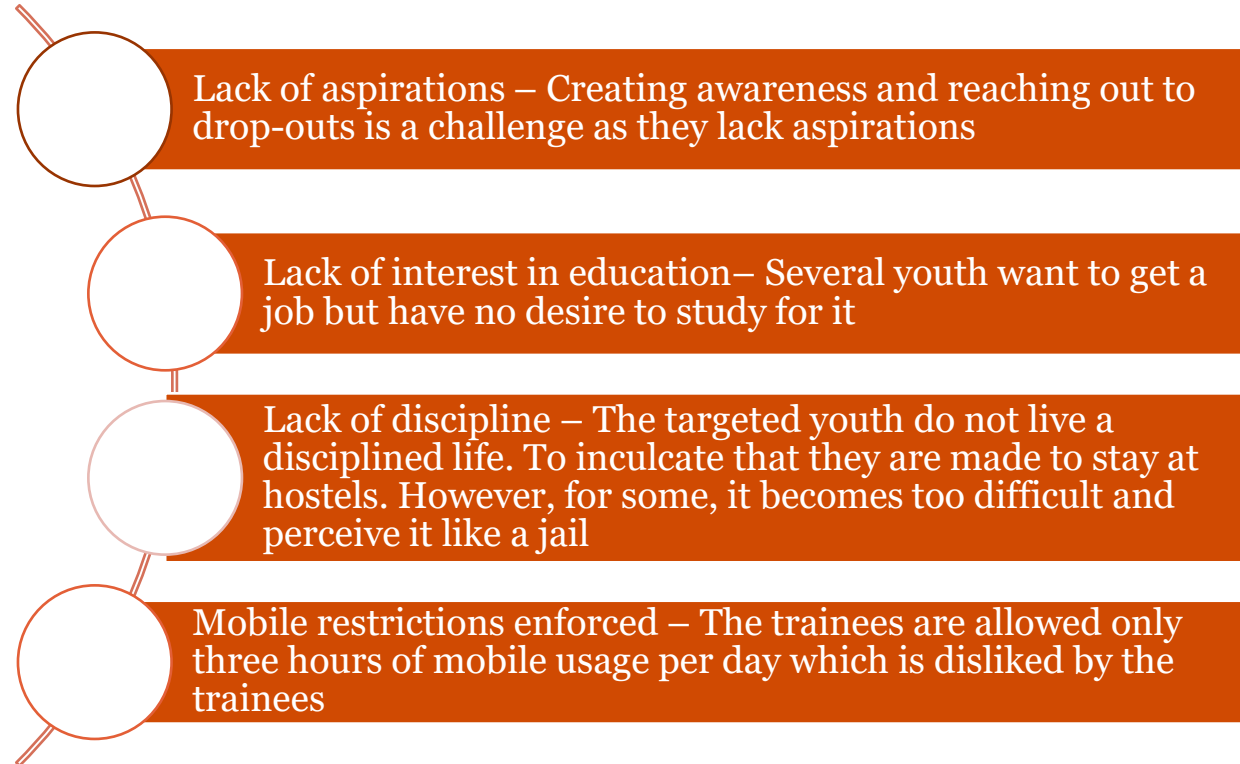 Lack of aspirations – Creating awareness and reaching out to
drop-outs is a challenge as they lack aspirations
Lack of interest in education– Several youth want to get a
job but have no desire to study for it
Lack of discipline – The targeted youth do not live a
disciplined life. To inculcate that they are made to stay at
hostels. However, for some, it becomes too difficult and
perceive it like a jail
Mobile restrictions enforced – The trainees are allowed only
three hours of mobile usage per day which is disliked by the
trainees